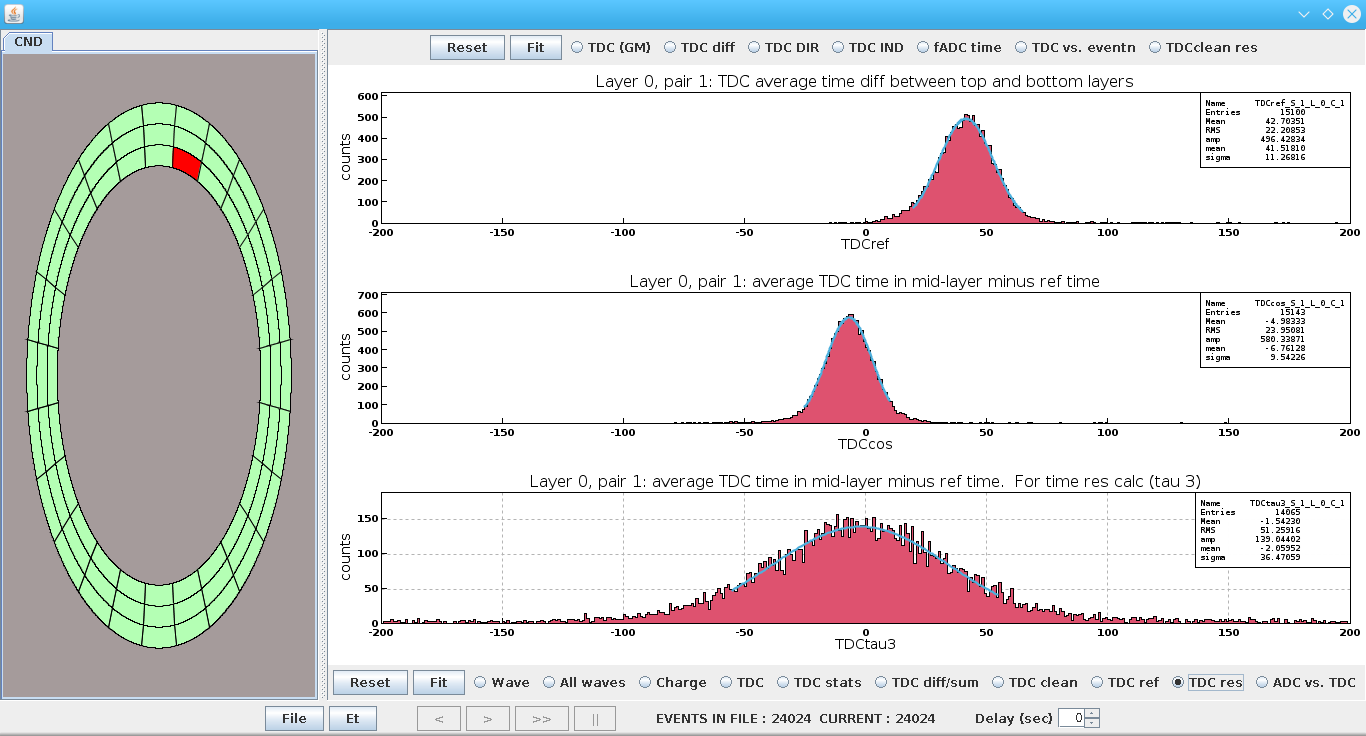 CND
Reset Fit TDC (GM) TDC diff TDC DIR TDC IND fADC time TDC vs. eventn TDCclean res
Layer 0, pair 1: TDC average time diff between top and bottom layers
600
500
400
300
200
100
0
counts
-200 -150 -100 -50 0 50 100 150 200
TDCref
Name TDCref_S_1_L_0_C_1
Entries 15100
Mean 42.70351
RMS 22.20853
amp 496.42834
mean 41.51810
sigma 11.26816
Layer 0, pair 1: average TDC time in mid-layer minus ref time
700
600
500
400
300
200
100
0
counts
-200 -150 -100 -50 0 50 100 150 200
TDCcos
Name TDCcos_S_1_L_0_C_1
Entries 15143
Mean -4.98333
RMS 23.95081
amp 580.33871
mean -6.76128
sigma 9.54226
Layer 0, pair 1: average TDC time in mid-layer minus ref time. For time res calc (tau 3)
150
100
50
0
counts
-200 -150 -100 -50 0 50 100 150 200
TDCtau3
Name TDCtau3_S_1_L_0_C_1
Entries 14065
Mean -1.54230
RMS 51.25916
amp 139.04402
mean -2.05952
sigma 36.47059
Reset Fit Wave All waves Charge TDC TDC stats TDC diff/sum TDC clean TDC ref TDC res ADC vs. TDC
File Et < > >> || EVENTS IN FILE : 24024 CURRENT : 24024 Delay (sec) 0